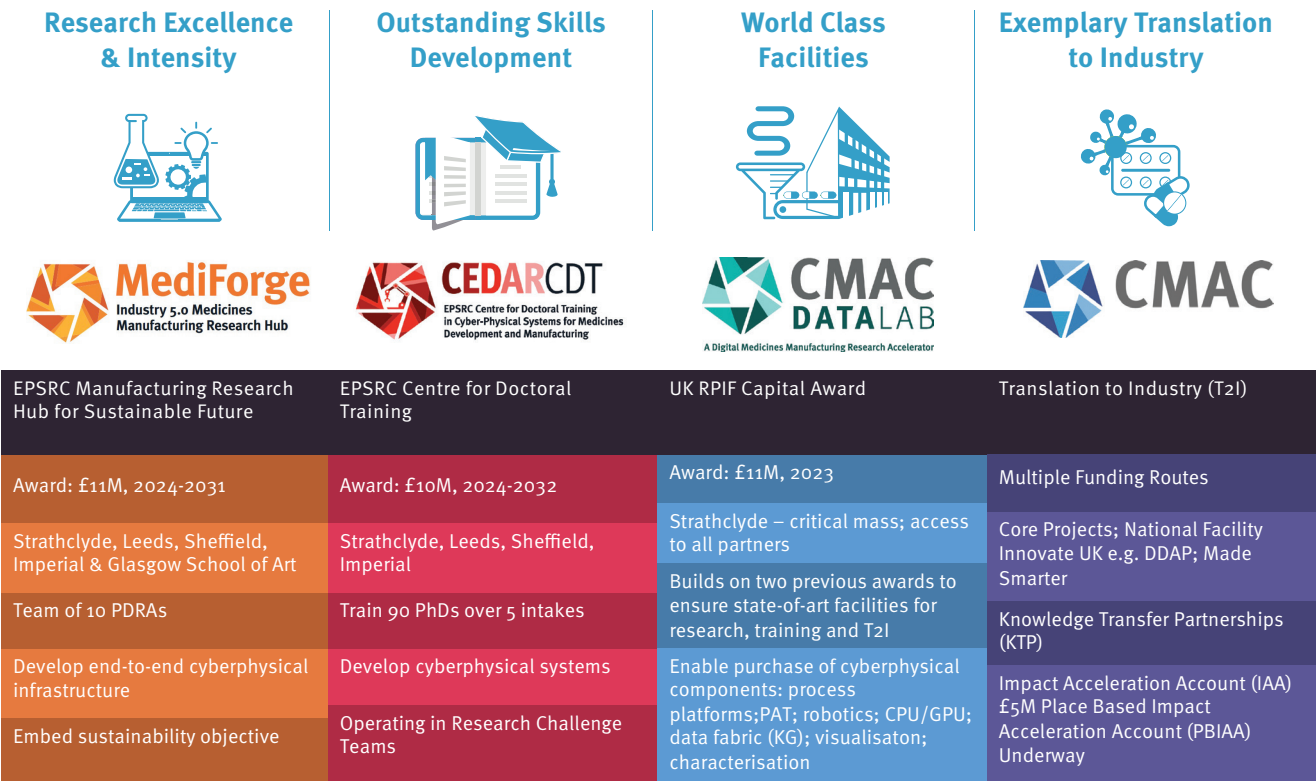 Research Excellence
& Intensity
Outstanding Skills
Development
World Class
Facilities
Exemplary Translation
to Industry
MediForge
Industry 5.0 Medicines
Manufacturing Research Hub
CEDARCDT
EPSRC Centre for Doctoral Training
in Cyber-Physical Systems for Medicines
Development and Manufacturing
CMAC
DATALAB
A Digital Medicines Manufacturing Research Accelerator
CMAC
EPSRC Manufacturing Research
Hub for Sustainable Future
Award: £11M, 2024-2031
Strathclyde, Leeds, Sheffield,
Imperial & Glasgow School of Art
Team of 10 PDRAs
Develop end-to-end cyberphysical
infrastructure
Embed sustainability objective
EPSRC Centre for Doctoral
Training
Award: £10M, 2024-2032
Strathclyde, Leeds, Sheffield,
Imperial
Train 90 PhDs over 5 intakes
Develop cyberphysical systems
Operating in Research Challenge
Teams
UK RPIF Capital Award
Award: £11M, 2023
Strathclyde – critical mass; access
to all partners
Builds on two previous awards to
ensure state-of-art facilities for
research, training and T2I
Enable purchase of cyberphysical
components: process
platforms;PAT; robotics; CPU/GPU;
data fabric (KG); visualisaton;
characterisation
Translation to Industry (T2I)
Multiple Funding Routes
Core Projects; National Facility
Innovate UK e.g. DDAP; Made
Smarter
Knowledge Transfer Partnerships
(KTP)
Impact Acceleration Account (IAA)
£5M Place Based Impact
Acceleration Account (PBIAA)
Underway